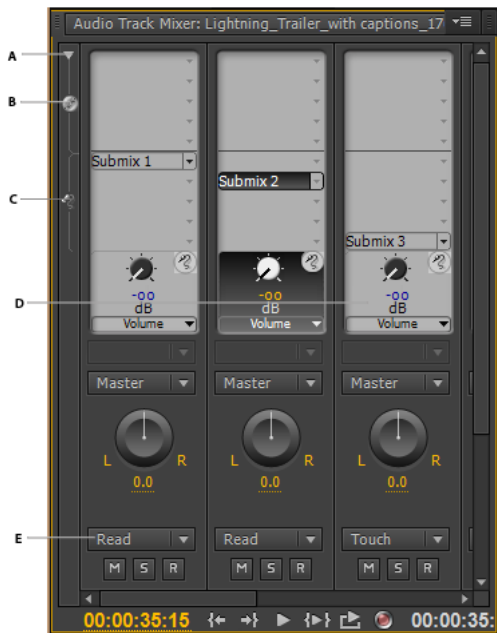 Audio Track Mixer: Lightning_Trailer_with captions_17
A
B
C
D
E
Submix 1
Submix 2
Submix 3
-oo -oo -oo
dB dB dB
Volume Volume Volume
Master Master Master
L R L R L R
0.0 0.0 0.0
Read Read Touch
M S R M S R M S R
00:00:35:15 00:00:35: